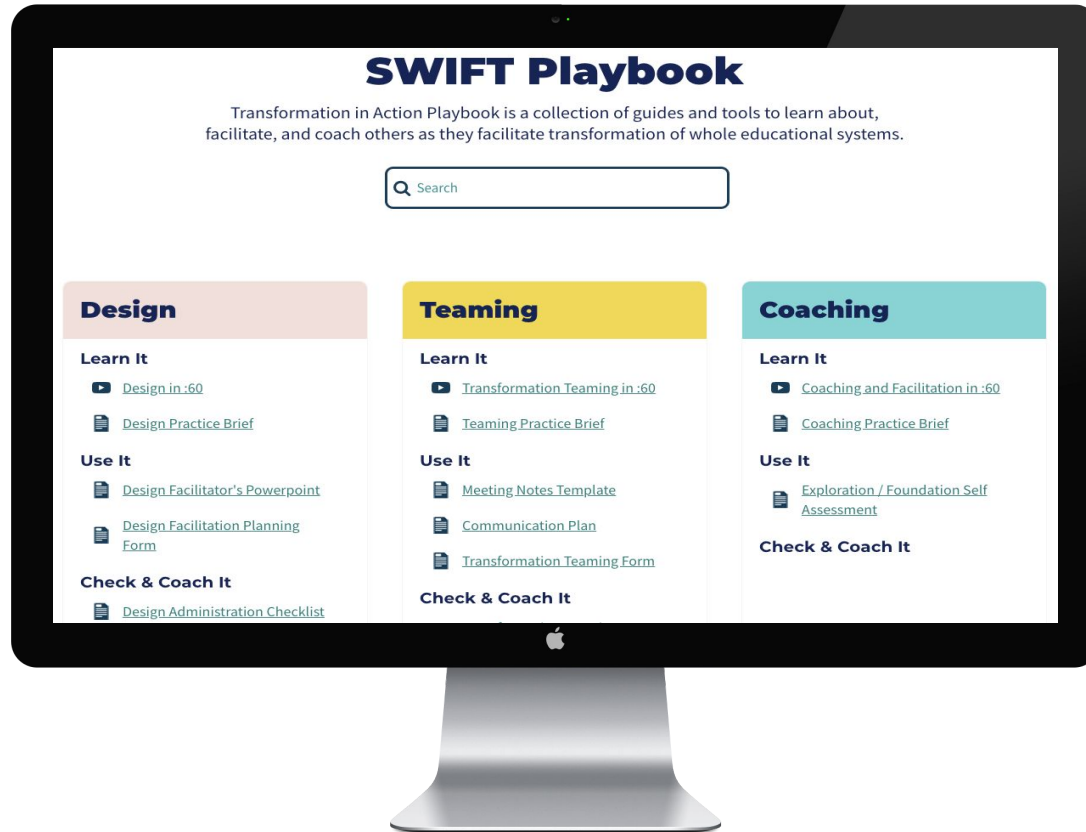 SWIFT Playbook
Transformation in Action Playbook is a collection of guides and tools to learn about,
facilitate, and coach others as they facilitate transformation of whole educational systems.
Search
Design
Learn It
Design in :60
Design Practice Brief
Use It
Design Facilitator's Powerpoint
Design Facilitation Planning
Form
Check & Coach It
Design Administration Checklist
Teaming
Learn It
Transformation Teaming in :60
Teaming Practice Brief
Use It
Meeting Notes Template
Communication Plan
Transformation Teaming Form
Check & Coach It
Coaching
Learn It
Coaching and Facilitation in :60
Coaching Practice Brief
Use It
Exploration / Foundation Self
Assessment
Check & Coach It